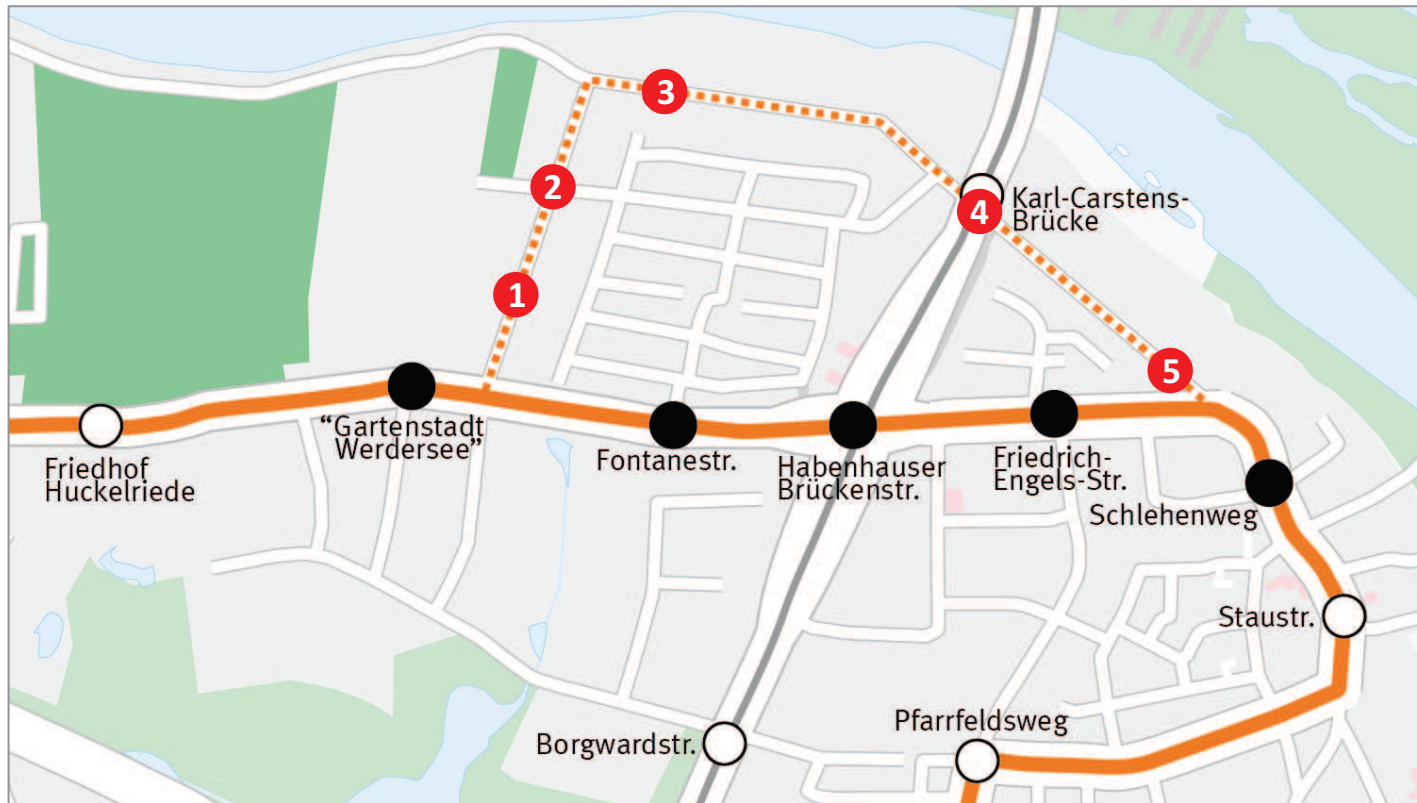 3
2
4
Karl-Carstens-
Brücke
1
5
“Gartenstadt
Werdersee”
Friedhof
Huckelriede
Fontanestr.
Habenhauser
Brückenstr.
Friedrich-
Engels-Str.
Schlehenweg
Staustr.
Pfarrfeldsweg
Borgwardstr.